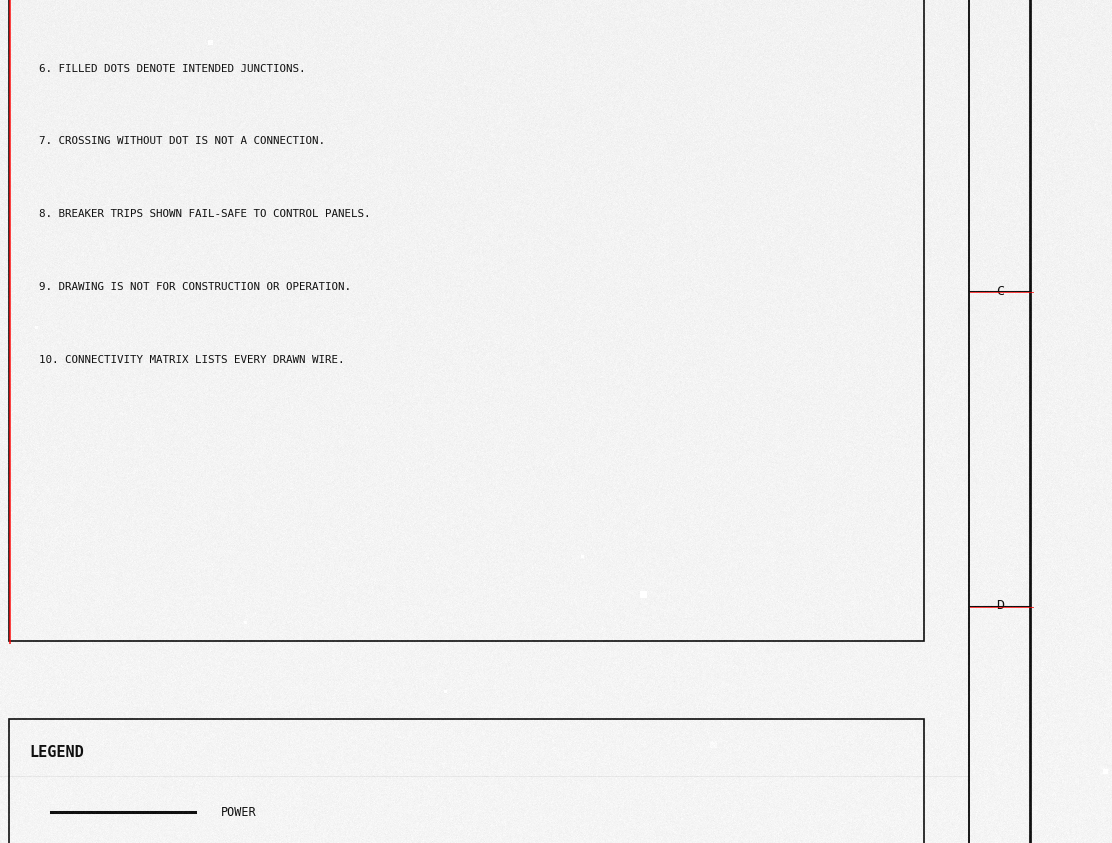 6. FILLED DOTS DENOTE INTENDED JUNCTIONS.
7. CROSSING WITHOUT DOT IS NOT A CONNECTION.
8. BREAKER TRIPS SHOWN FAIL-SAFE TO CONTROL PANELS.
9. DRAWING IS NOT FOR CONSTRUCTION OR OPERATION.
C
10. CONNECTIVITY MATRIX LISTS EVERY DRAWN WIRE.
D
LEGEND
POWER